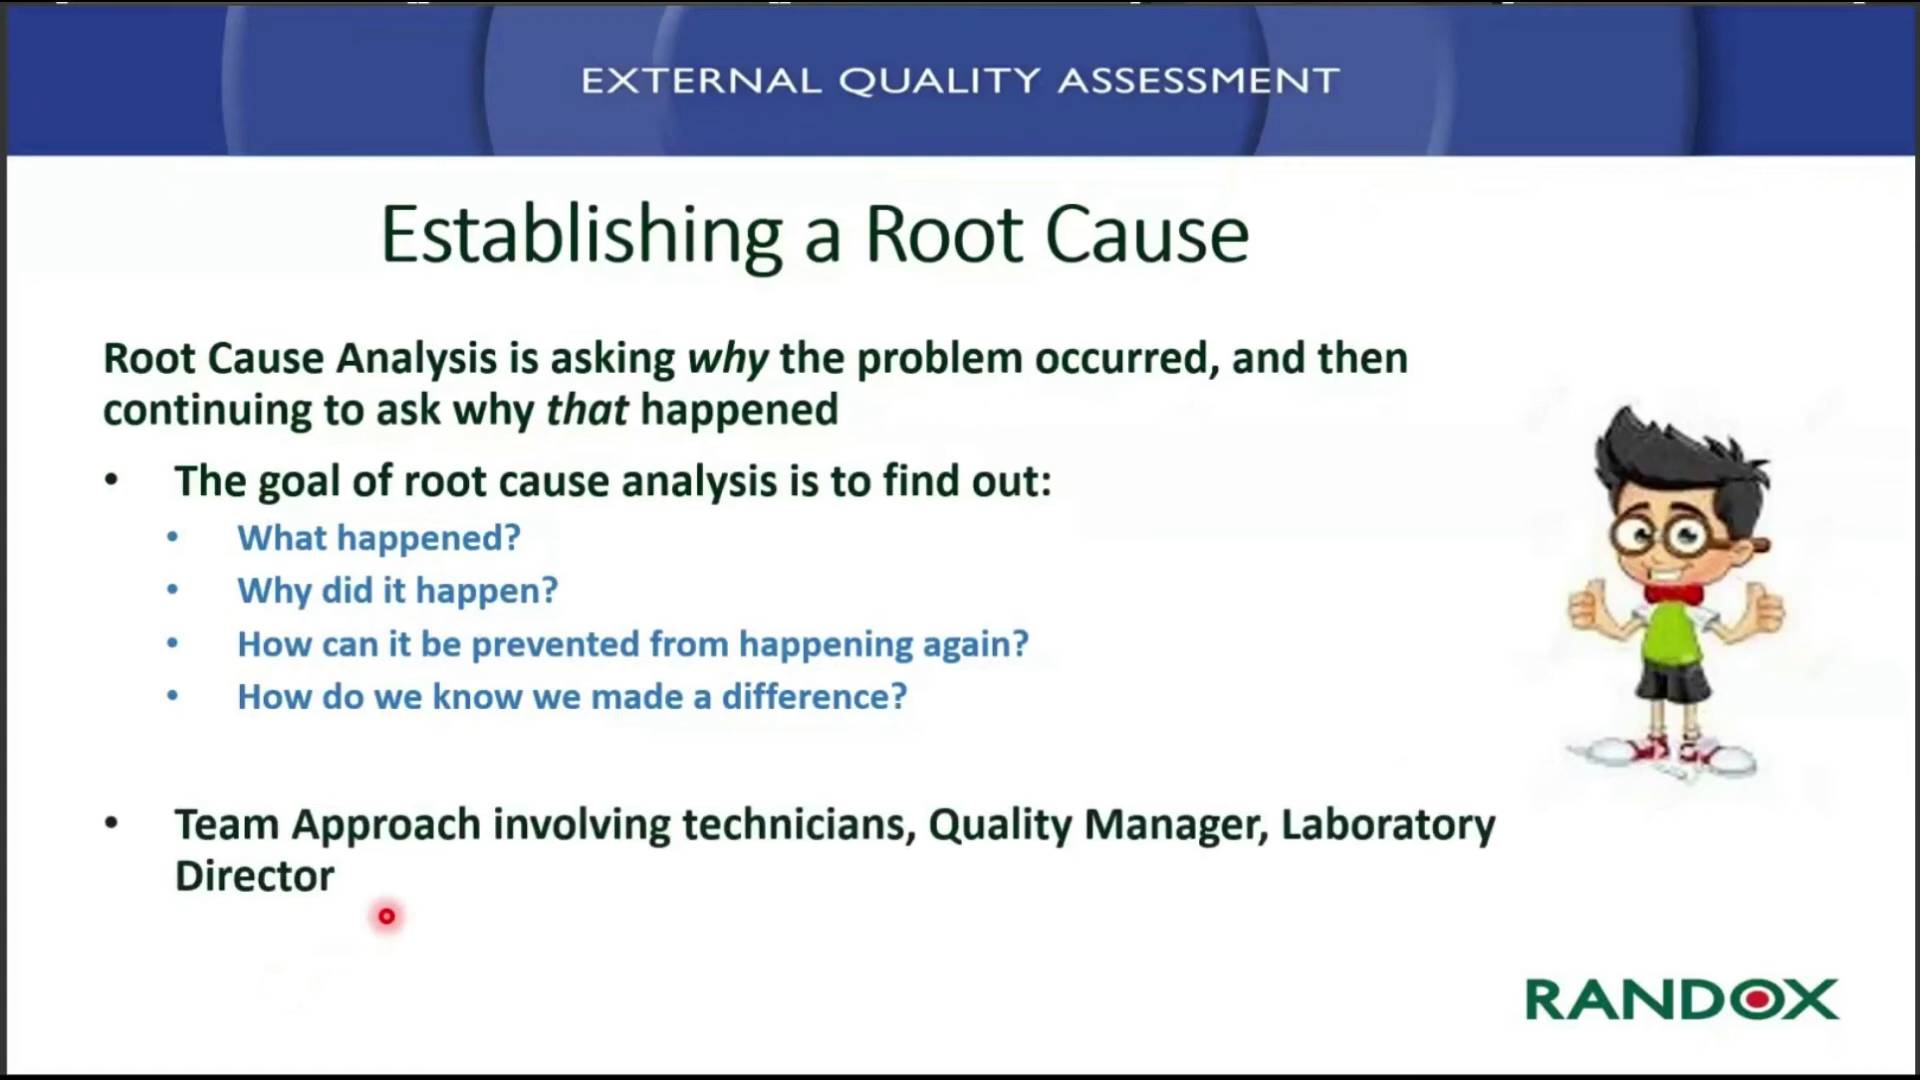 EXTERNAL QUALITY ASSESSMENT
Establishing a Root Cause
Root Cause Analysis is asking why the problem occurred, and then
continuing to ask why that happened
• The goal of root cause analysis is to find out:
• What happened?
• Why did it happen?
• How can it be prevented from happening again?
• How do we know we made a difference?
• Team Approach involving technicians, Quality Manager, Laboratory
Director
RANDOX